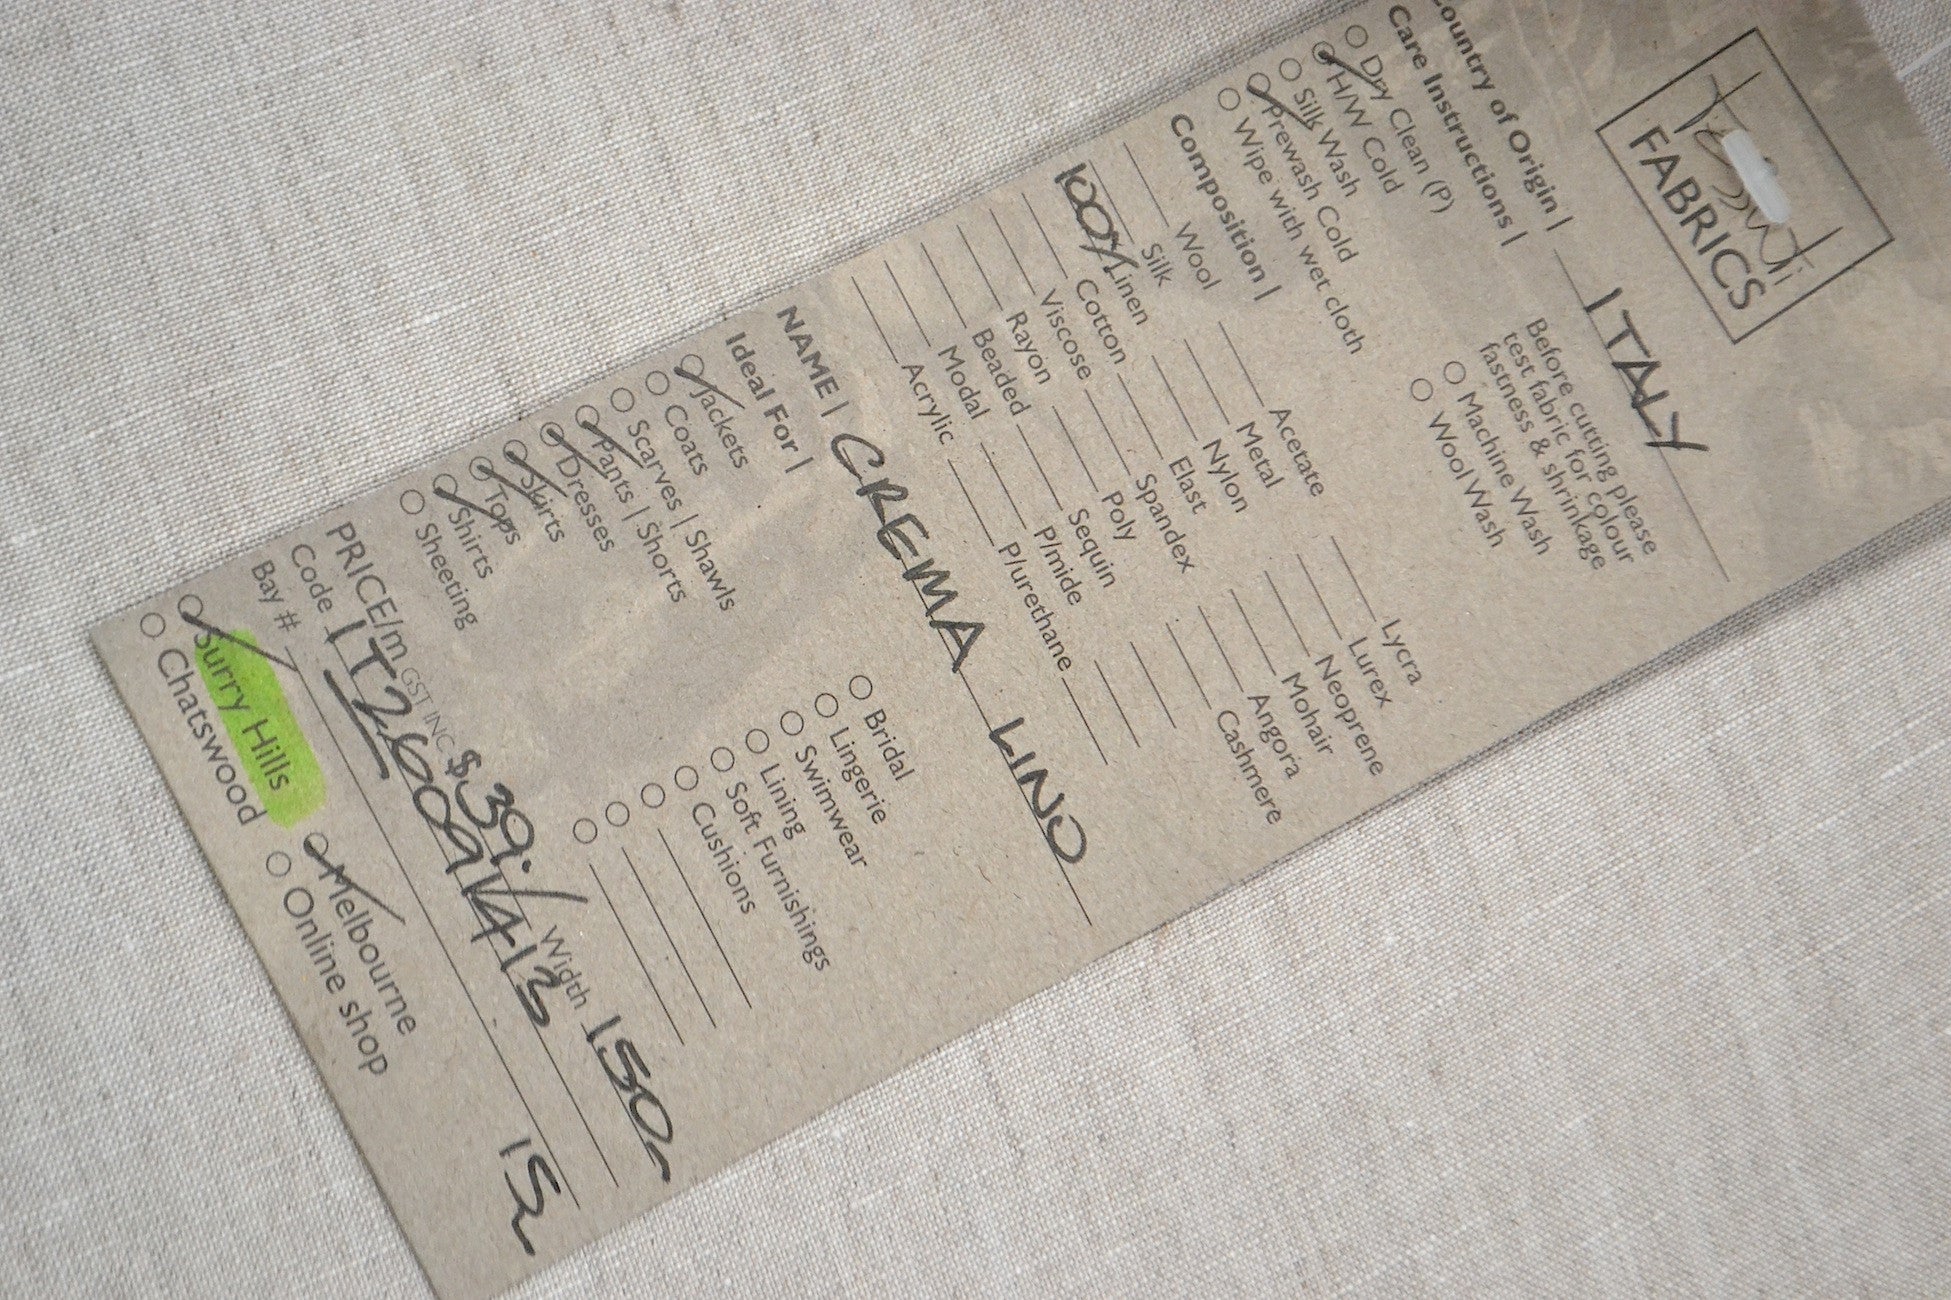 Tessuti
FABRICS
Country of Origin | ITALY
Care Instructions |
Before cutting please
test fabric for colour
fastness & shrinkage
Dry Clean (P)
H/W Cold
Silk Wash
Prewash Cold
Wipe with wet cloth
Machine Wash
Wool Wash
Composition |
Wool Acetate Lycra
Silk Metal Lurex
100% Linen Nylon Neoprene
Cotton Elast Mohair
Viscose Spandex Angora
Rayon Poly Cashmere
Beaded Sequin
Modal P/mide
Acrylic P/urethane
NAME | CREMA LINO
Ideal For |
Jackets Bridal
Coats Lingerie
Scarves | Shawls Swimwear
Pants | Shorts Lining
Dresses Soft Furnishings
Skirts Cushions
Tops
Shirts
Sheeting
PRICE/m GST INC $39./ Width 150
Code IT26091413
Bay #
Surry Hills Melbourne
Chatswood Online shop